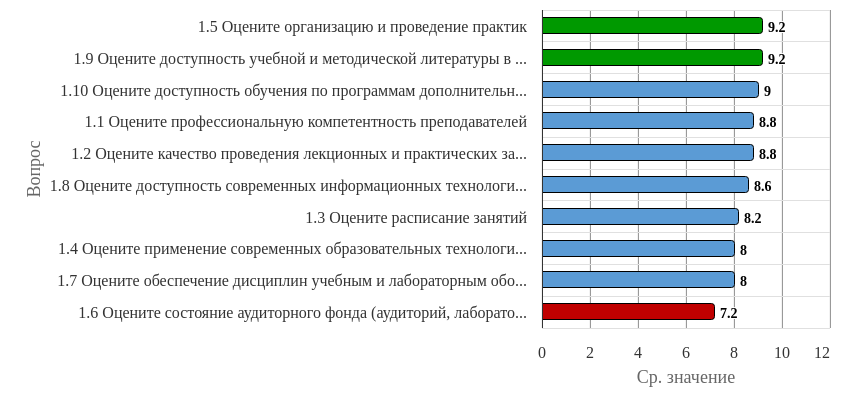 1.5 Оцените организацию и проведение практик 9.2
1.9 Оцените доступность учебной и методической литературы в ... 9.2
1.10 Оцените доступность обучения по программам дополнительн... 9
1.1 Оцените профессиональную компетентность преподавателей 8.8
1.2 Оцените качество проведения лекционных и практических за... 8.8
1.8 Оцените доступность современных информационных технологи... 8.6
1.3 Оцените расписание занятий 8.2
1.4 Оцените применение современных образовательных технологи... 8
1.7 Оцените обеспечение дисциплин учебным и лабораторным обо... 8
1.6 Оцените состояние аудиторного фонда (аудиторий, лаборато... 7.2
Вопрос
0 2 4 6 8 10 12
Ср. значение